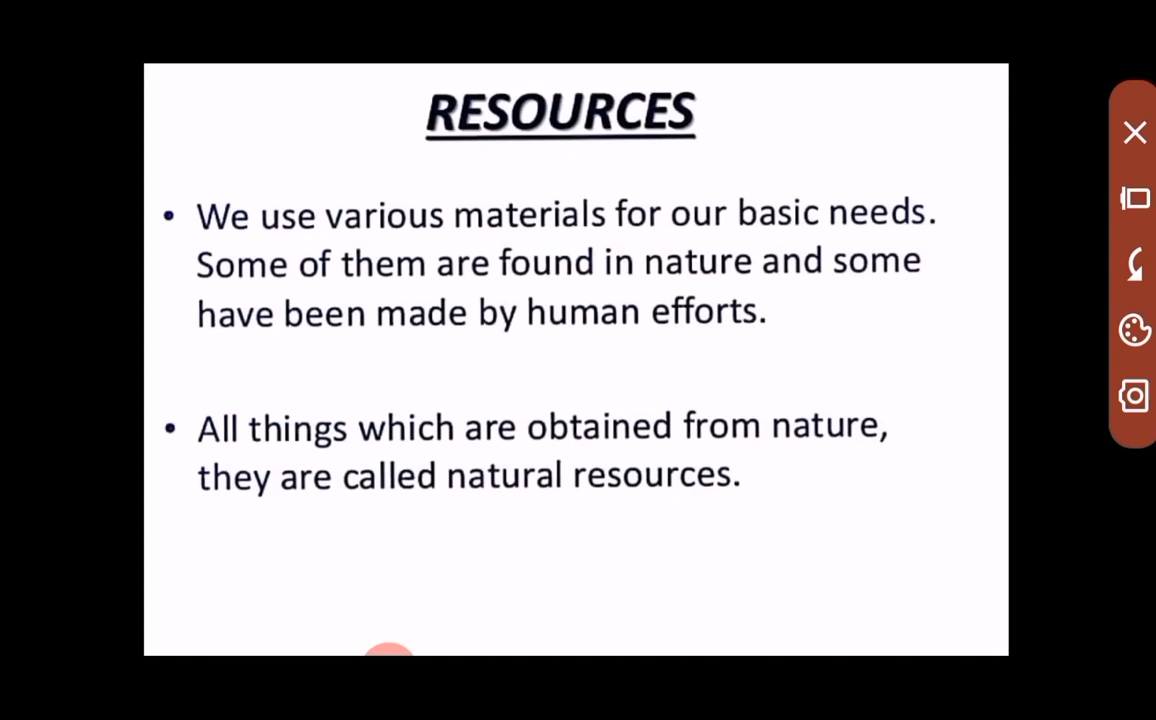 RESOURCES
• We use various materials for our basic needs.
Some of them are found in nature and some
have been made by human efforts.
• All things which are obtained from nature,
they are called natural resources.